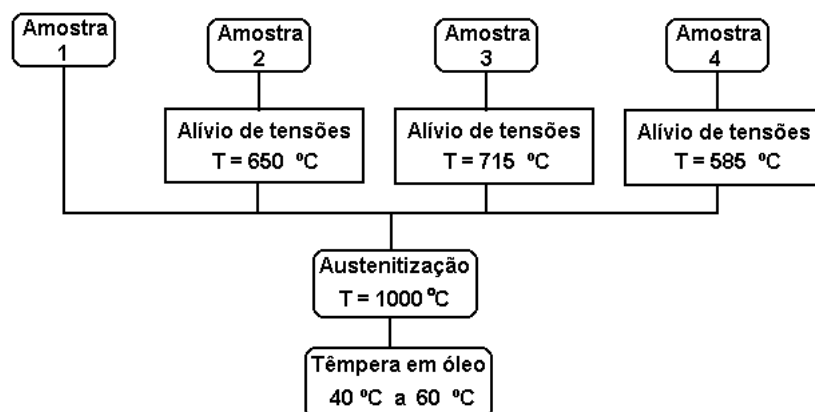 Amostra
1
Amostra
2
Amostra
3
Amostra
4
Alívio de tensões
T = 650 ºC
Alívio de tensões
T = 715 ºC
Alívio de tensões
T = 585 ºC
Austenitização
T = 1000 ºC
Têmpera em óleo
40 ºC a 60 ºC